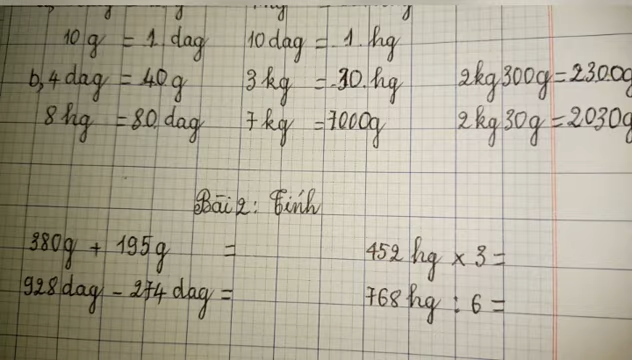 10 g = 1 dag 10 dag = 1 hg
b, 4 dag = 40 g 3 kg = 30 hg 2kg 300g = 2300g
8 hg = 80 dag 7 kg = 7000g 2kg 30g = 2030g
Bài 2: Tính
380g + 195g = 452 hg x 3 =
928 dag - 274 dag = 768 hg : 6 =